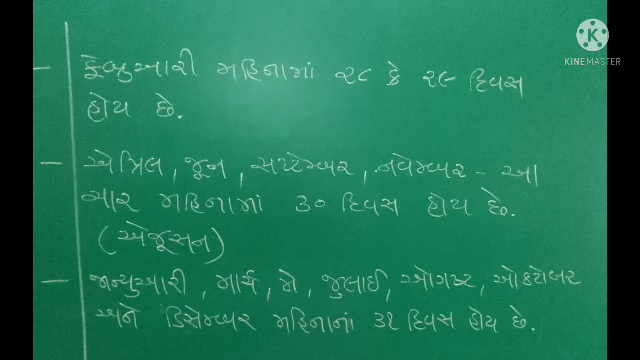 K
KINEMASTER
– ફેબ્રુઆરી મહિનામાં ૨૮ કે ૨૯ દિવસ
હોય છે.
– એપ્રિલ, જૂન, સપ્ટેમ્બર, નવેમ્બર - આ
ચાર મહિનામાં ૩૦ દિવસ હોય છે.
(એજૂસન)
– જાન્યુઆરી, માર્ચ, મે, જુલાઈ, ઓગસ્ટ, ઓક્ટોબર
અને ડિસેમ્બર મહિનાનાં ૩૧ દિવસ હોય છે.